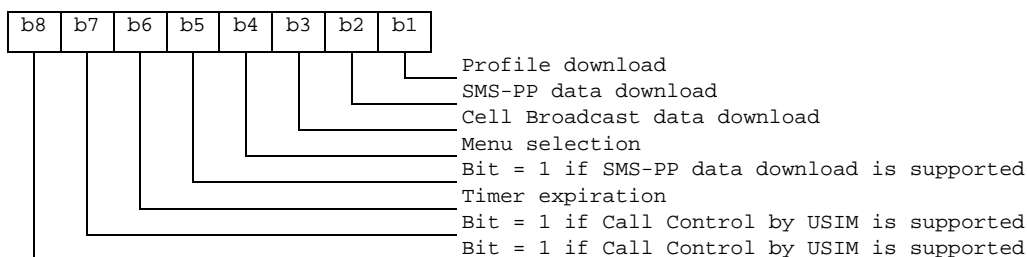 b8 b7 b6 b5 b4 b3 b2 b1
Profile download
SMS-PP data download
Cell Broadcast data download
Menu selection
Bit = 1 if SMS-PP data download is supported
Timer expiration
Bit = 1 if Call Control by USIM is supported
Bit = 1 if Call Control by USIM is supported